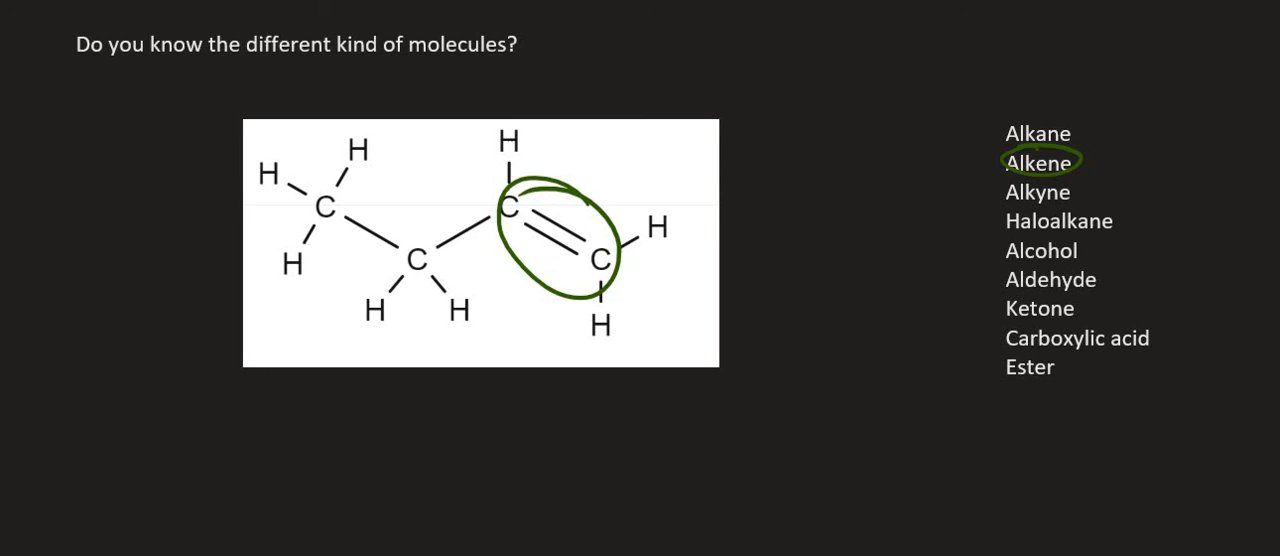 Do you know the different kind of molecules?
H
H
H
H
C
C
H
C
C
H
H
H
H
Alkane
Alkene
Alkyne
Haloalkane
Alcohol
Aldehyde
Ketone
Carboxylic acid
Ester